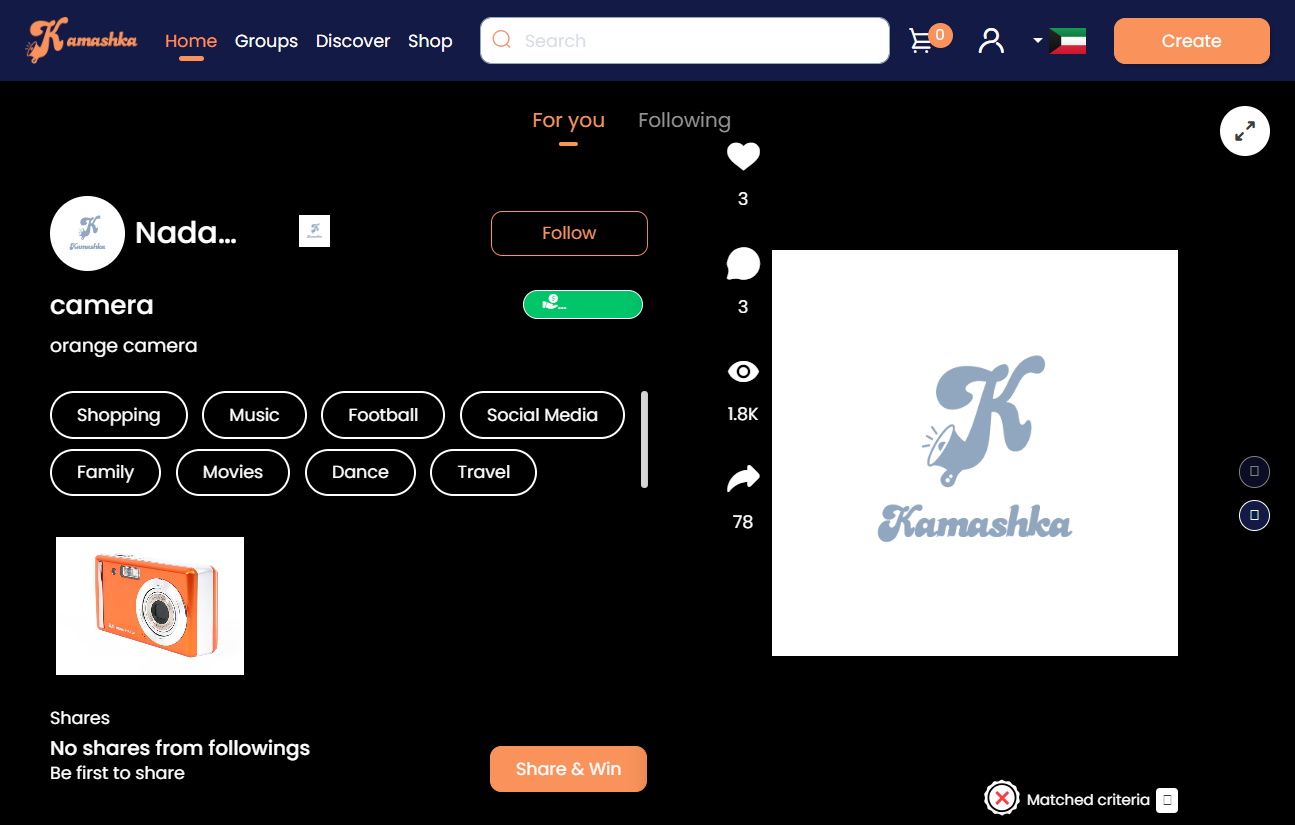 Kamashka
Home Groups Discover Shop
Search
0
Create
For you Following
3
Nada...
Kamashka
Follow
camera
...
orange camera
3
Shopping Music Football Social Media
Family Movies Dance Travel
1.8K
78
Kamashka
Shares
No shares from followings
Be first to share
Share & Win
Matched criteria